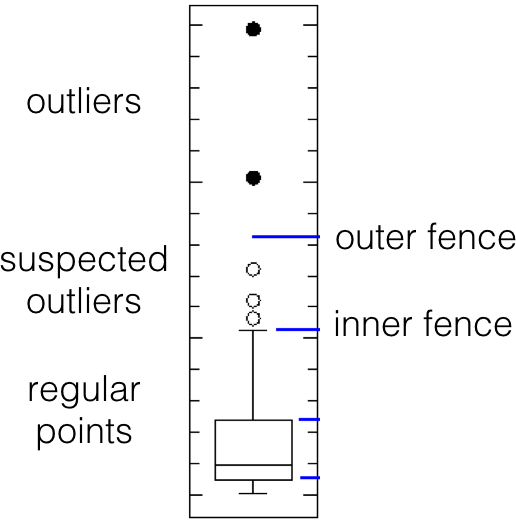 outliers
outer fence
suspected
outliers
inner fence
regular
points